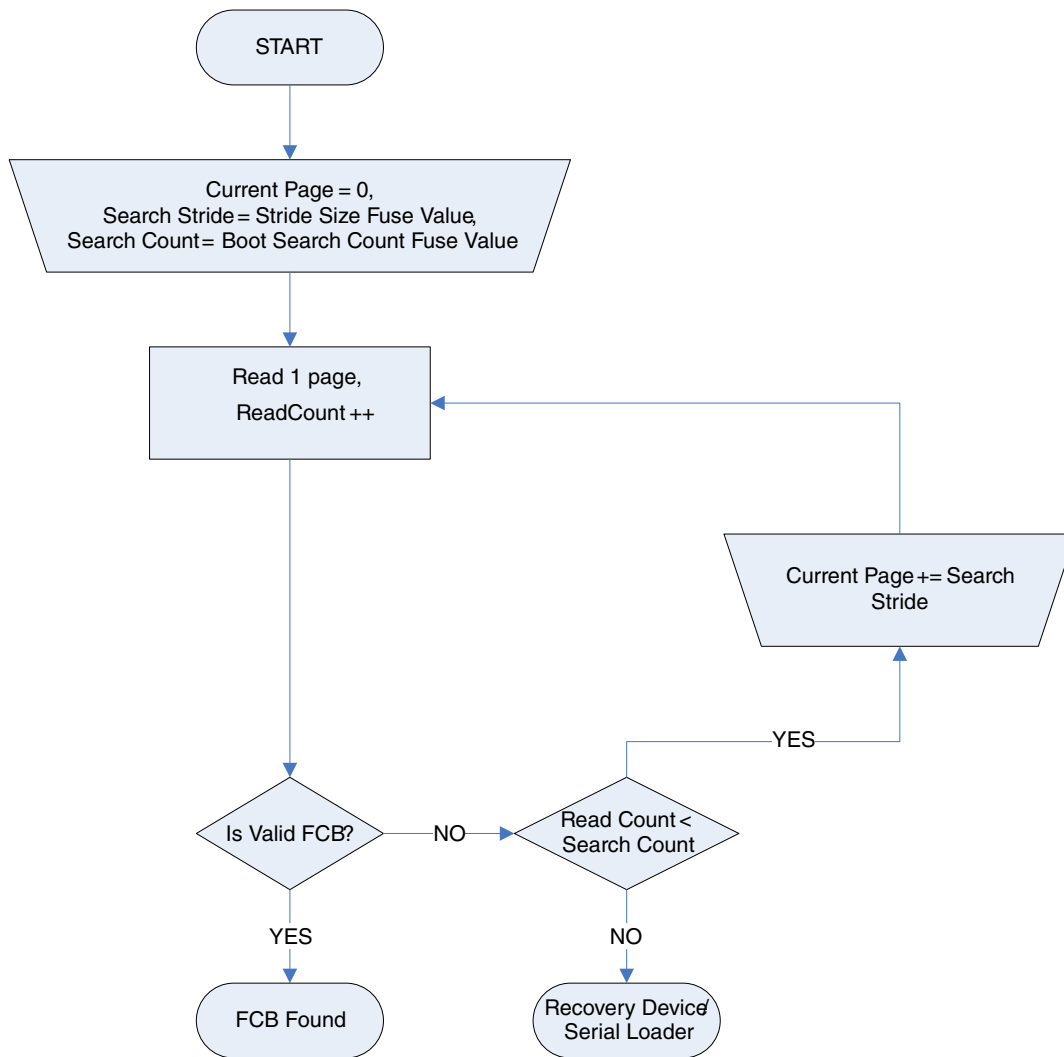 START
Current Page = 0,
Search Stride= Stride Size Fuse Value,
Search Count= Boot Search Count Fuse Value
Read 1 page,
ReadCount ++
Current Page += Search
Stride
YES
Is Valid FCB?
NO
Read Count <
Search Count
YES
NO
FCB Found
Recovery Device/
Serial Loader